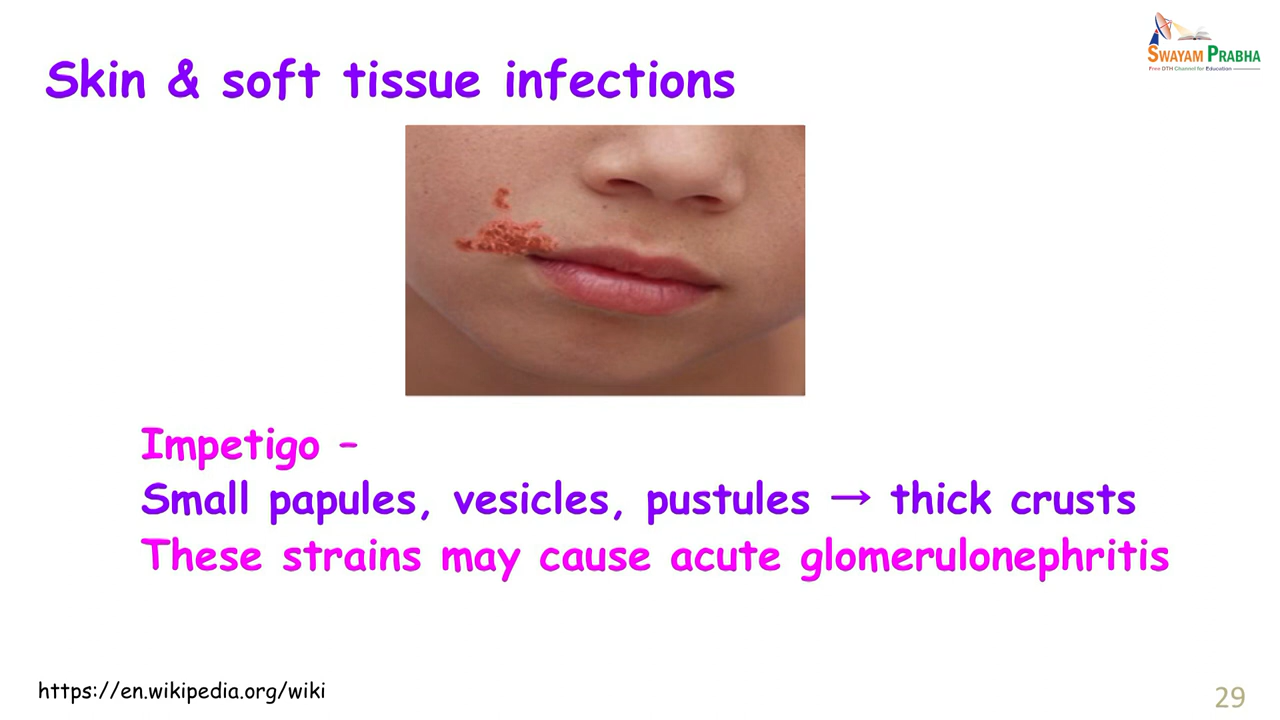 SWAYAM PRABHA
Free DTH Channel for Education
Skin & soft tissue infections
Impetigo –
Small papules, vesicles, pustules → thick crusts
These strains may cause acute glomerulonephritis
https://en.wikipedia.org/wiki
29